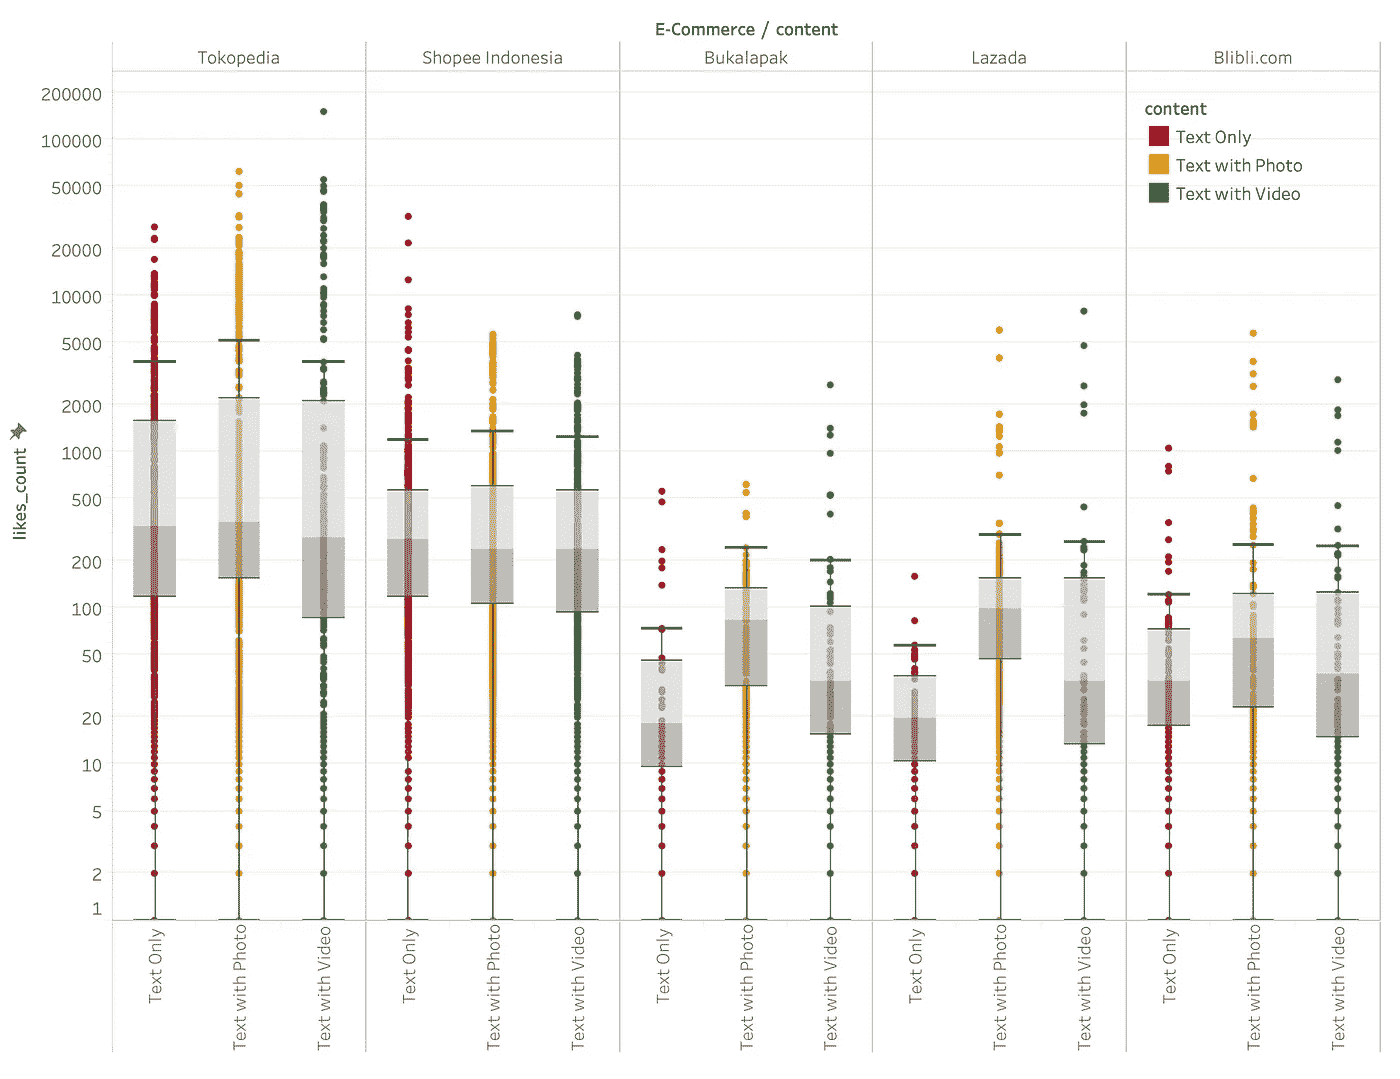 E-Commerce / content
Tokopedia
Shopee Indonesia
Bukalapak
Lazada
Blibli.com
200000
100000
50000
20000
10000
5000
2000
1000
500
200
100
50
20
10
5
2
1
likes_count
content
Text Only
Text with Photo
Text with Video
Text Only
Text with Photo
Text with Video
Text Only
Text with Photo
Text with Video
Text Only
Text with Photo
Text with Video
Text Only
Text with Photo
Text with Video
Text Only
Text with Photo
Text with Video